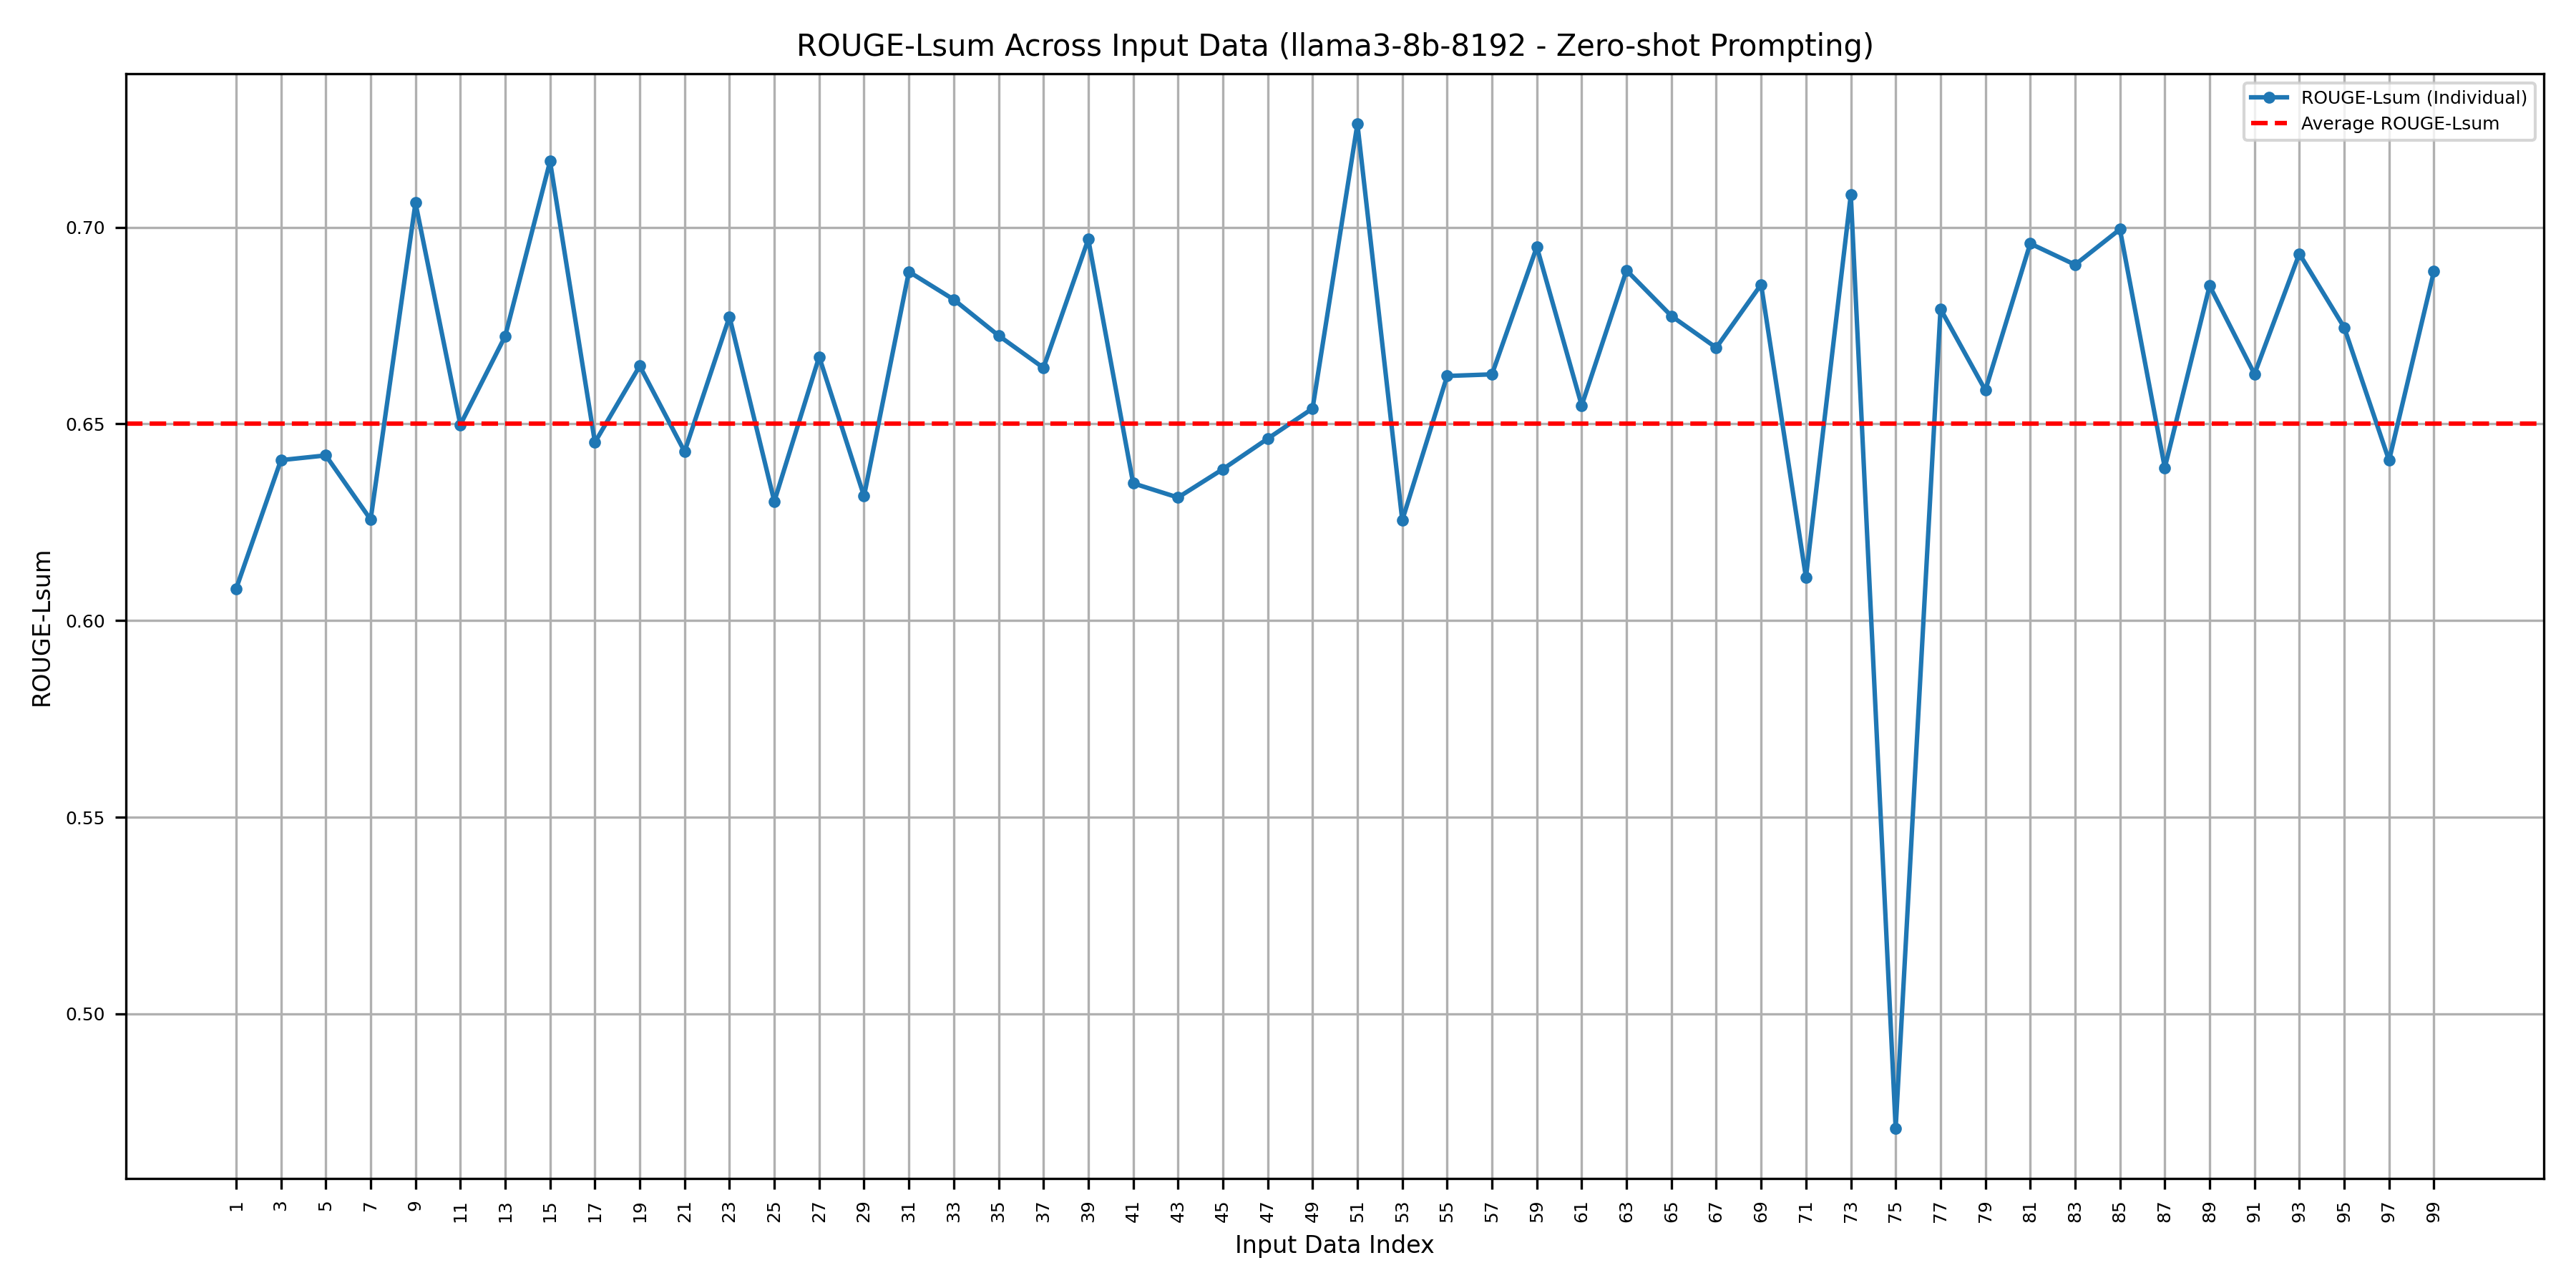 ROUGE-Lsum Across Input Data (llama3-8b-8192 - Zero-shot Prompting)
ROUGE-Lsum (Individual)
Average ROUGE-Lsum
ROUGE-Lsum
0.70
0.65
0.60
0.55
0.50
1 3 5 7 9 11 13 15 17 19 21 23 25 27 29 31 33 35 37 39 41 43 45 47 49 51 53 55 57 59 61 63 65 67 69 71 73 75 77 79 81 83 85 87 89 91 93 95 97 99
Input Data Index